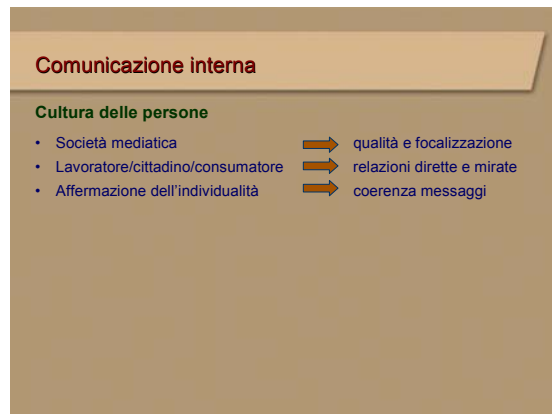 Comunicazione interna
Cultura delle persone
• Società mediatica qualità e focalizzazione
• Lavoratore/cittadino/consumatore relazioni dirette e mirate
• Affermazione dell'individualità coerenza messaggi